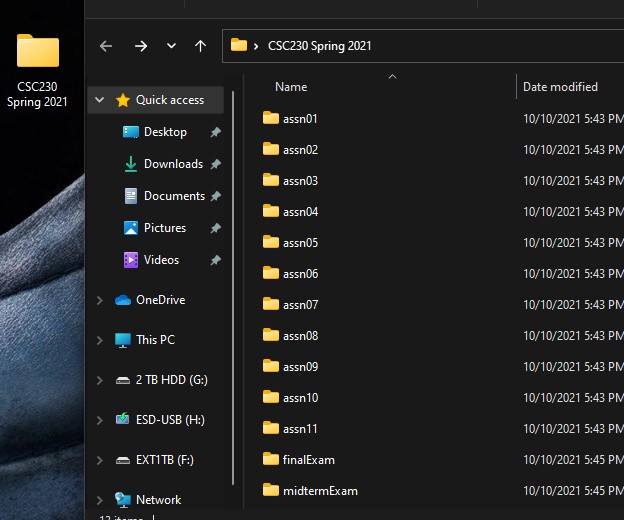 CSC230
Spring 2021
CSC230 Spring 2021
Name
Date modified
Quick access
Desktop
Downloads
Documents
Pictures
Videos
OneDrive
This PC
2 TB HDD (G:)
ESD-USB (H:)
EXT1TB (F:)
Network
assn01 10/10/2021 5:43 PM
assn02 10/10/2021 5:43 PM
assn03 10/10/2021 5:43 PM
assn04 10/10/2021 5:43 PM
assn05 10/10/2021 5:43 PM
assn06 10/10/2021 5:43 PM
assn07 10/10/2021 5:43 PM
assn08 10/10/2021 5:43 PM
assn09 10/10/2021 5:43 PM
assn10 10/10/2021 5:43 PM
assn11 10/10/2021 5:43 PM
finalExam 10/10/2021 5:45 PM
midtermExam 10/10/2021 5:45 PM
13 items